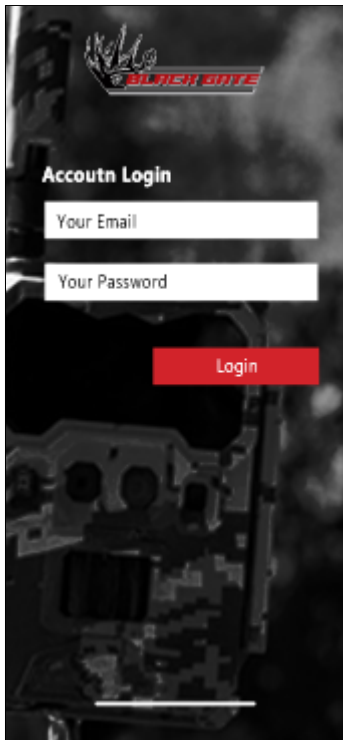 BLACK GATE
Accoutn Login
Your Email
Your Password
Login